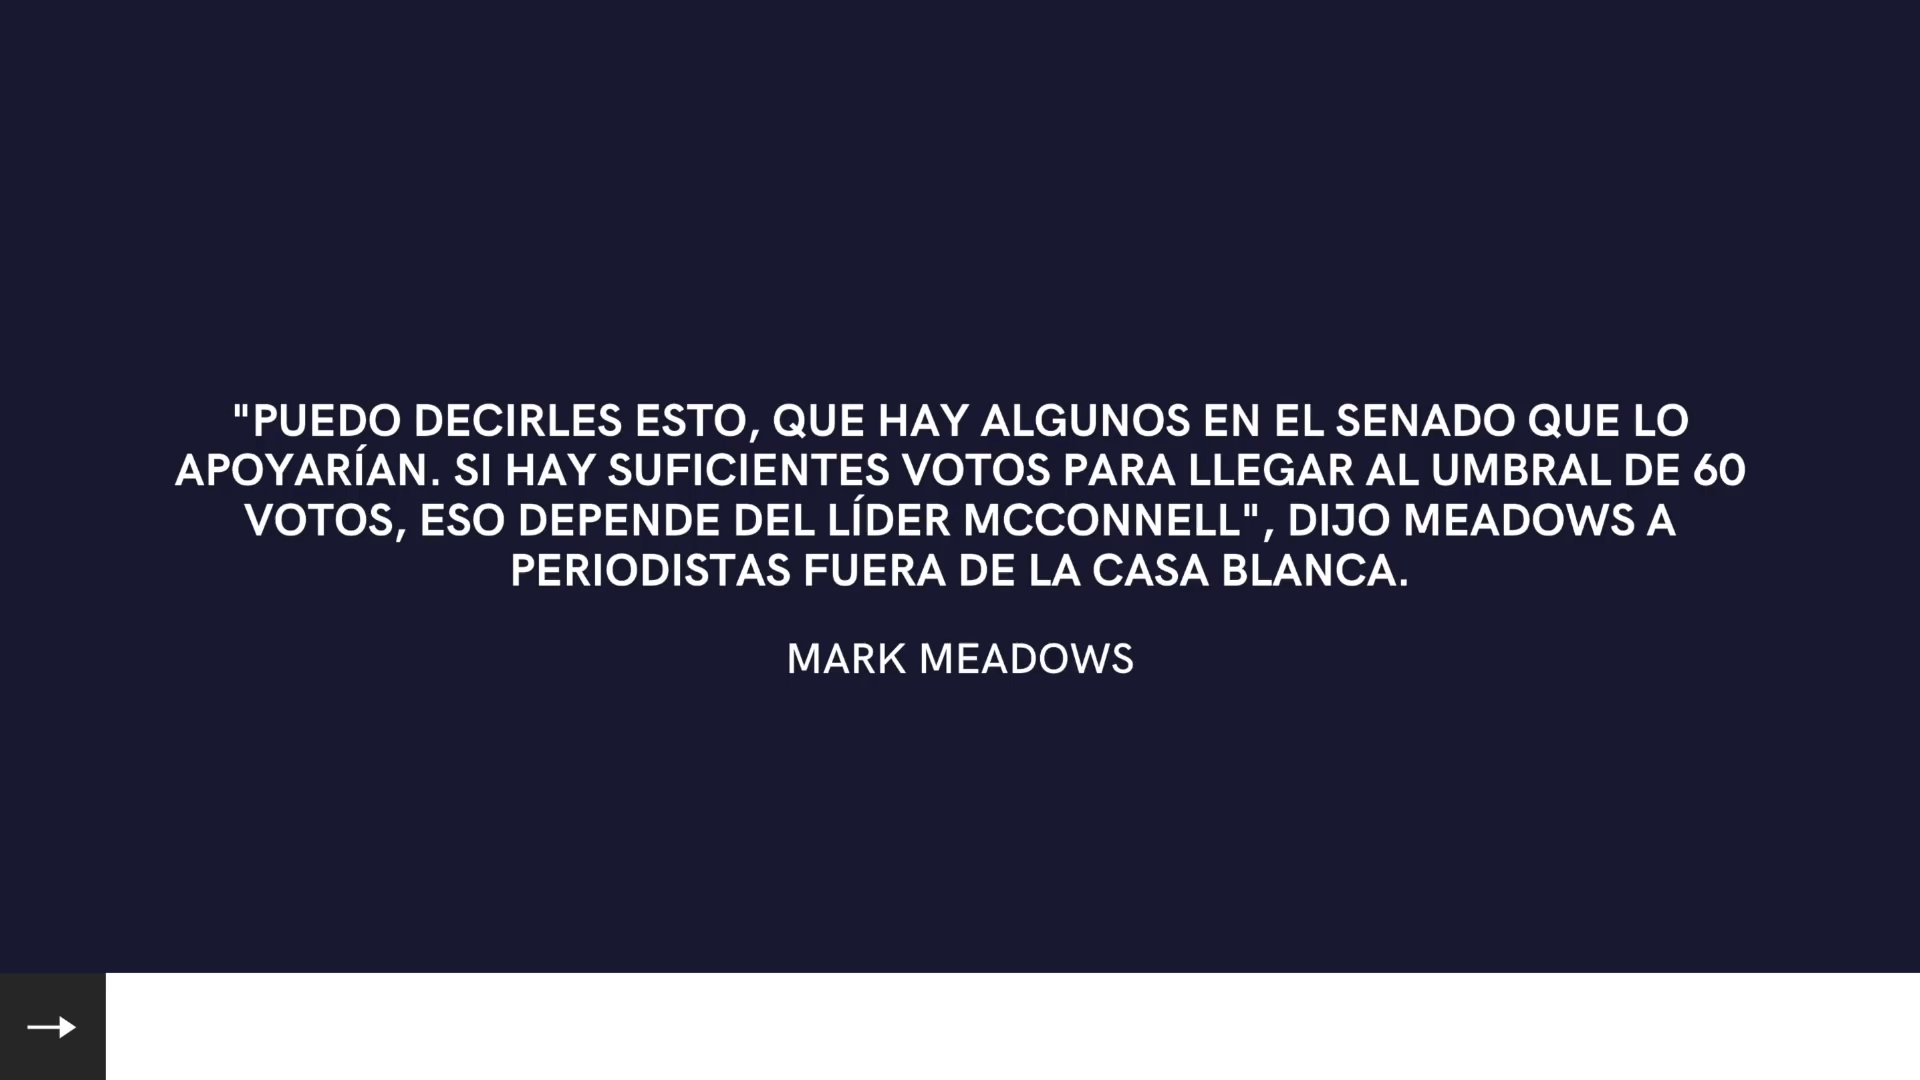 "PUEDO DECIRLES ESTO, QUE HAY ALGUNOS EN EL SENADO QUE LO
APOYARÍAN. SI HAY SUFICIENTES VOTOS PARA LLEGAR AL UMBRAL DE 60
VOTOS, ESO DEPENDE DEL LÍDER MCCONNELL", DIJO MEADOWS A
PERIODISTAS FUERA DE LA CASA BLANCA.
MARK MEADOWS